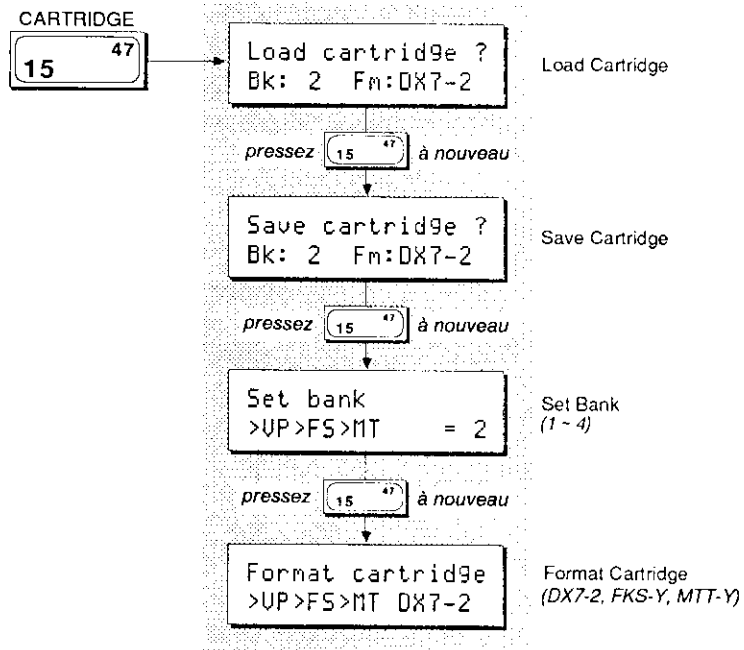 CARTRIDGE
15 47
Load cartridge ?
Bk: 2 Fm:DX7-2
Load Cartridge
pressez 15 47 à nouveau
Save cartridge ?
Bk: 2 Fm:DX7-2
Save Cartridge
pressez 15 47 à nouveau
Set bank
>VP>FS>MT = 2
Set Bank
(1 ~ 4)
pressez 15 47 à nouveau
Format cartridge
>VP>FS>MT DX7-2
Format Cartridge
(DX7-2, FKS-Y, MTT-Y)